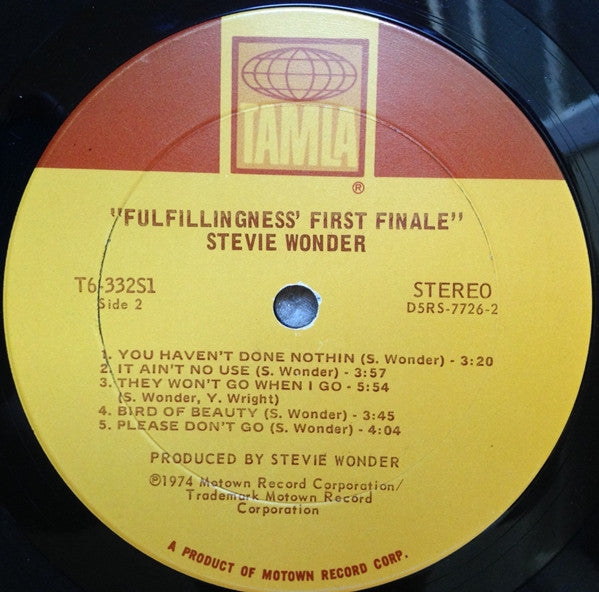 TAMLA
®
"FULFILLINGNESS' FIRST FINALE"
STEVIE WONDER
T6-332S1
Side 2
STEREO
D5RS-7726-2
1. YOU HAVEN'T DONE NOTHIN (S. Wonder) - 3:20
2. IT AIN'T NO USE (S. Wonder) - 3:57
3. THEY WON'T GO WHEN I GO - 5:54
(S. Wonder, Y. Wright)
4. BIRD OF BEAUTY (S. Wonder) - 3:45
5. PLEASE DON'T GO (S. Wonder) - 4:04
PRODUCED BY STEVIE WONDER
℗1974 Motown Record Corporation/
Trademark Motown Record
Corporation
A PRODUCT OF MOTOWN RECORD CORP.